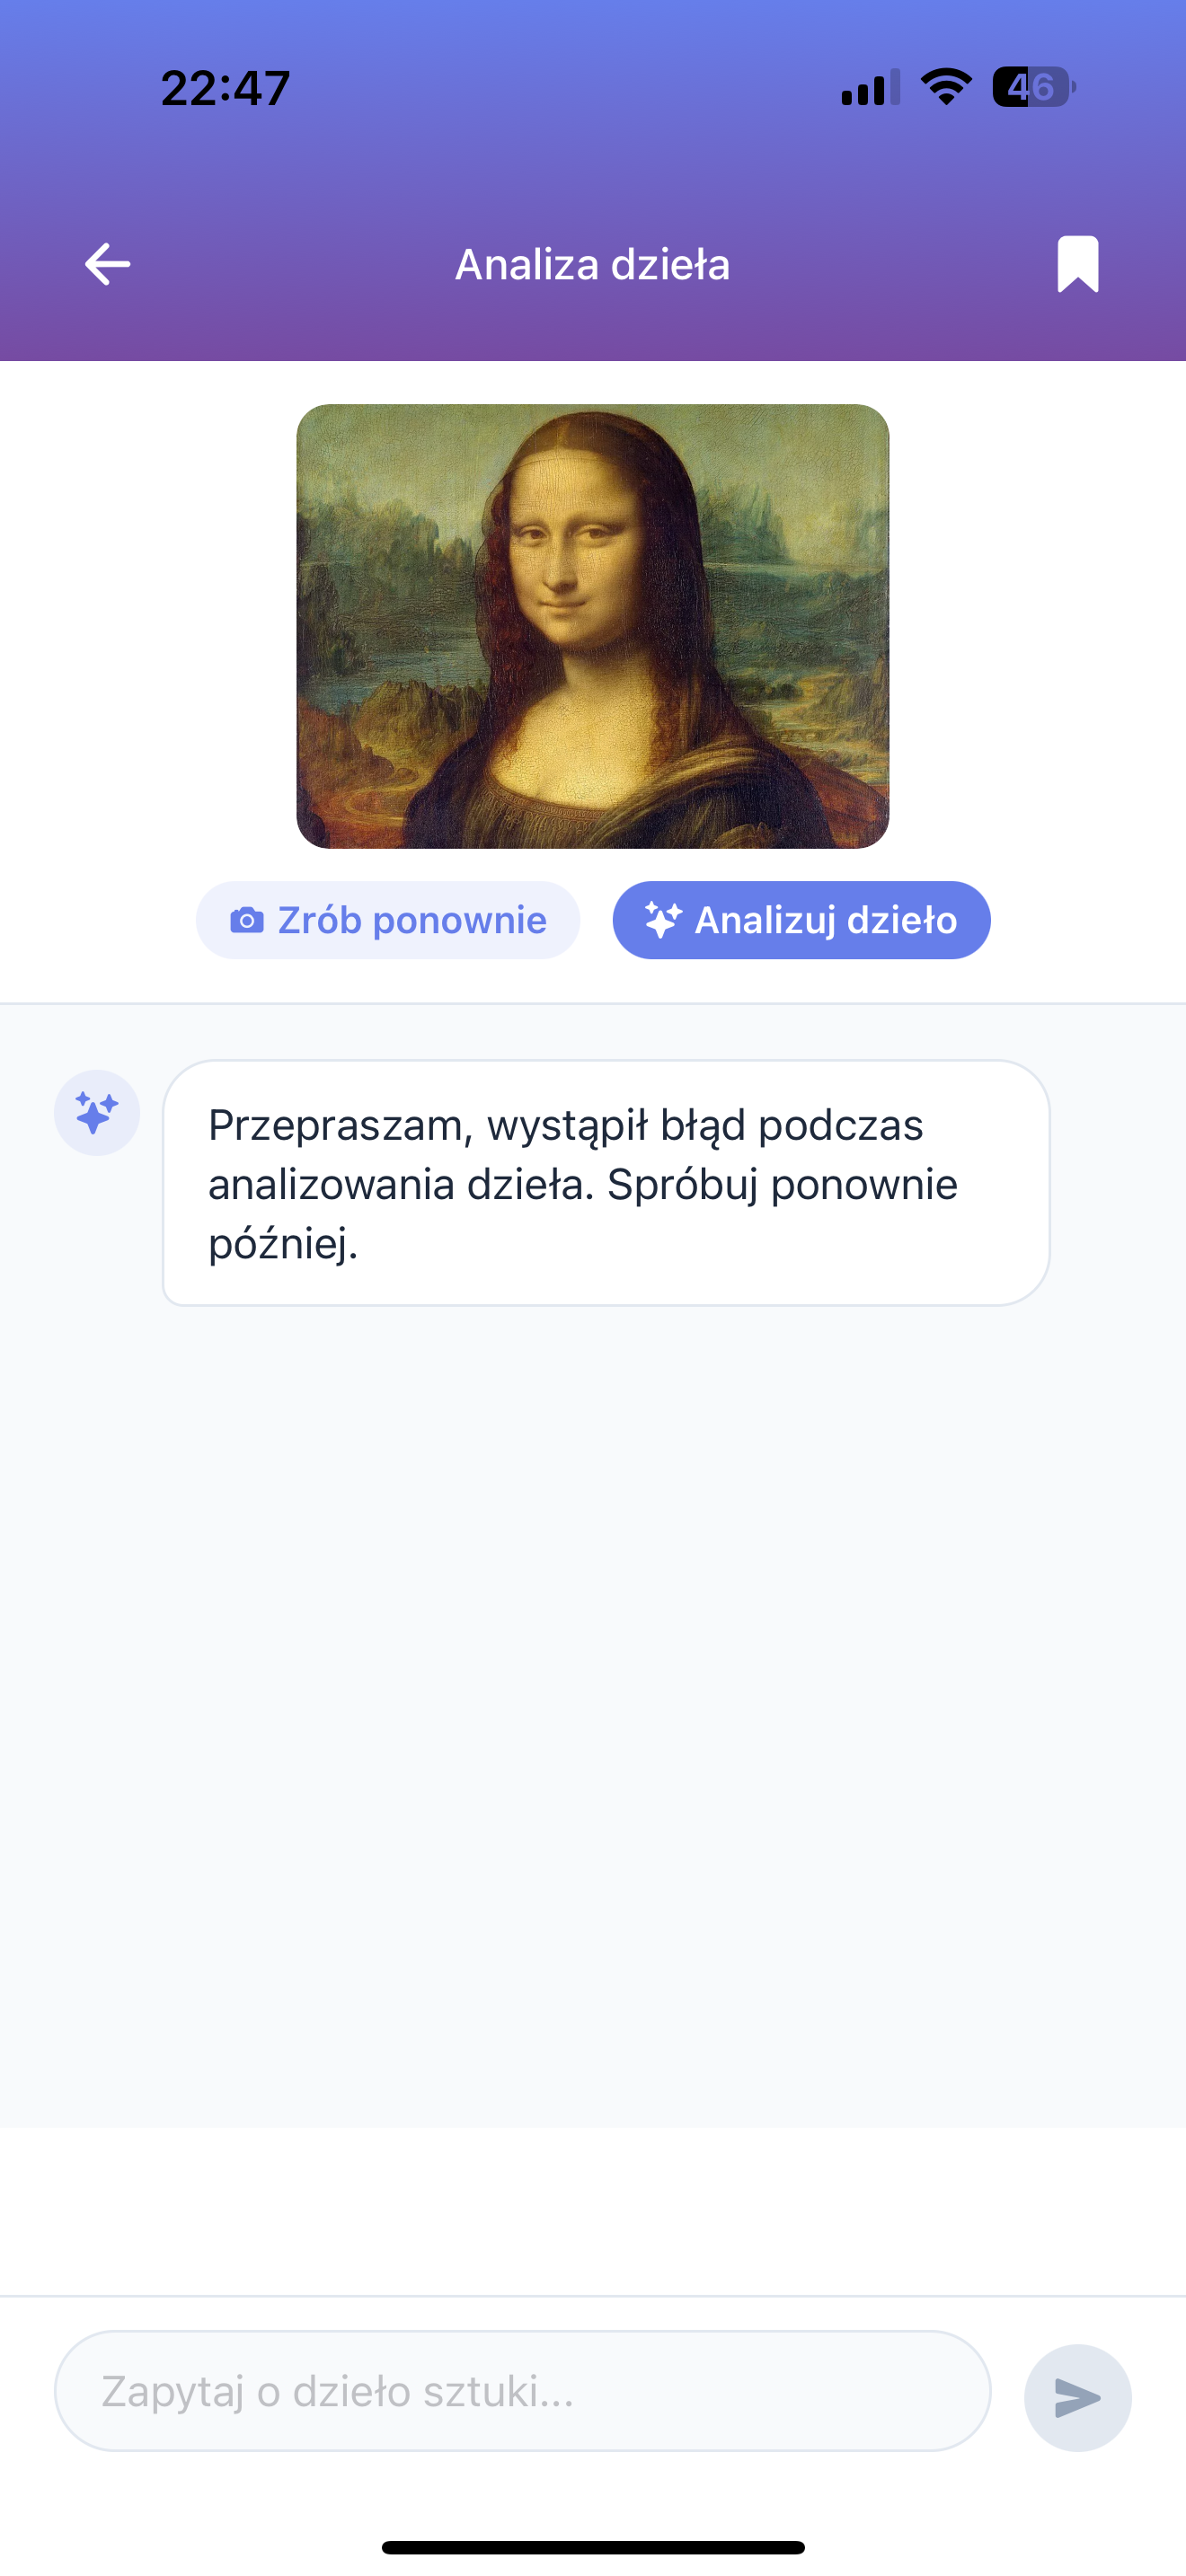 22:47
46
Analiza dzieła
Zrób ponownie
Analizuj dzieło
Przepraszam, wystąpił błąd podczas
analizowania dzieła. Spróbuj ponownie
później.
Zapytaj o dzieło sztuki...